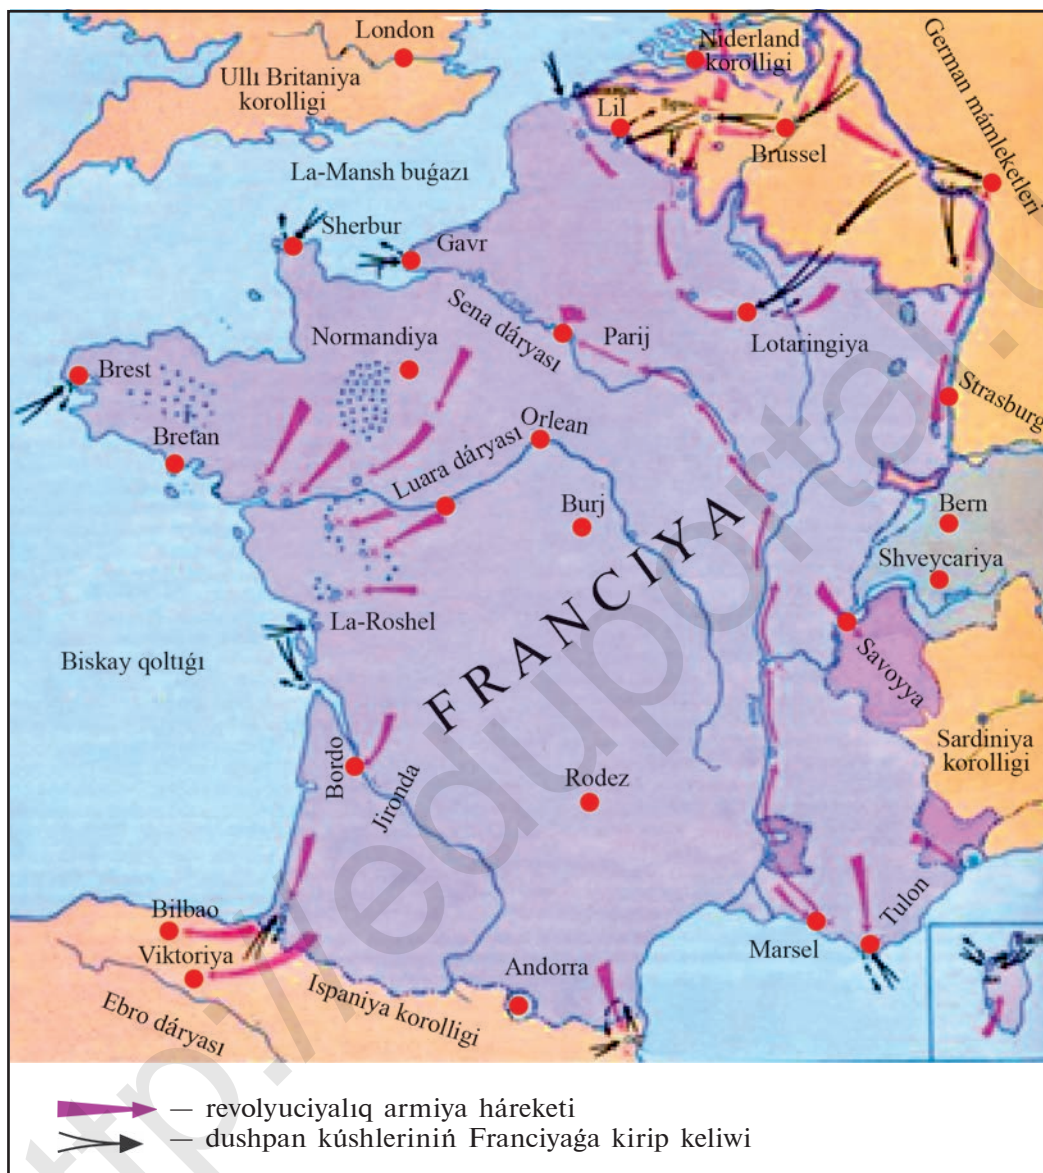 London
Ullı Britaniya
korolligi
Niderland
korolligi
German mámleketleri
Lil
Brussel
La-Mansh buǵazı
Sherbur
Gavr
Sena dáryası
Parij
Lotaringiya
Normandiya
Brest
Strasburg
Bretan
Orlean
Luara dáryası
Burj
Bern
Shveycariya
FRANCIYA
La-Roshel
Biskay qoltıǵı
Savoyya
Sardiniya
korolligi
Bordo
Jironda
Rodez
Bilbao
Viktoriya
Ebro dáryası
Ispaniya korolligi
Andorra
Marsel
Tulon
— revolyuciyalıq armiya háreketi
— dushpan kúshleriniń Franciyaǵa kirip keliwi